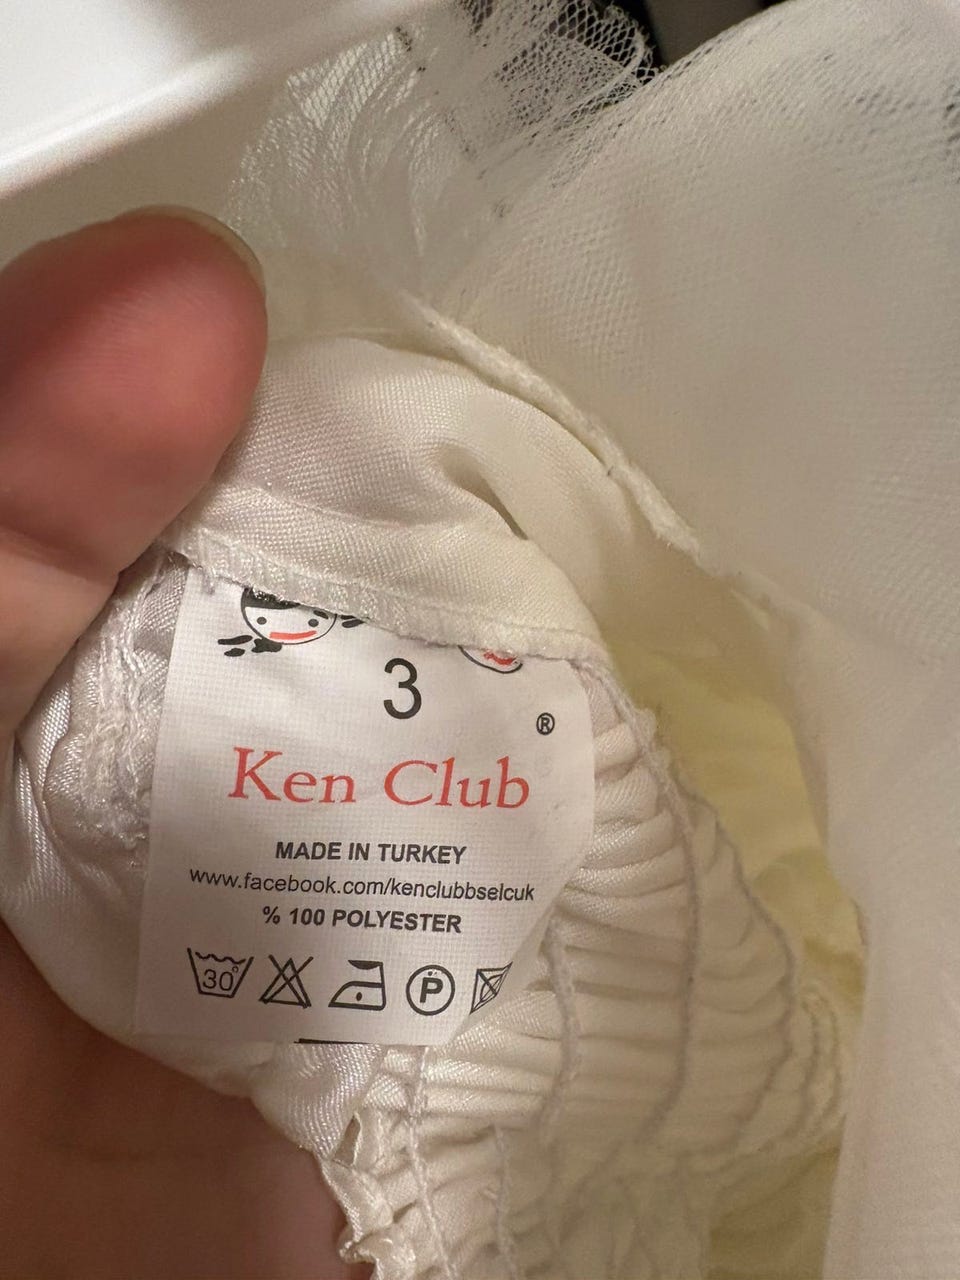 3
®
Ken Club
MADE IN TURKEY
www.facebook.com/kenclubbselcuk
% 100 POLYESTER
30°
P